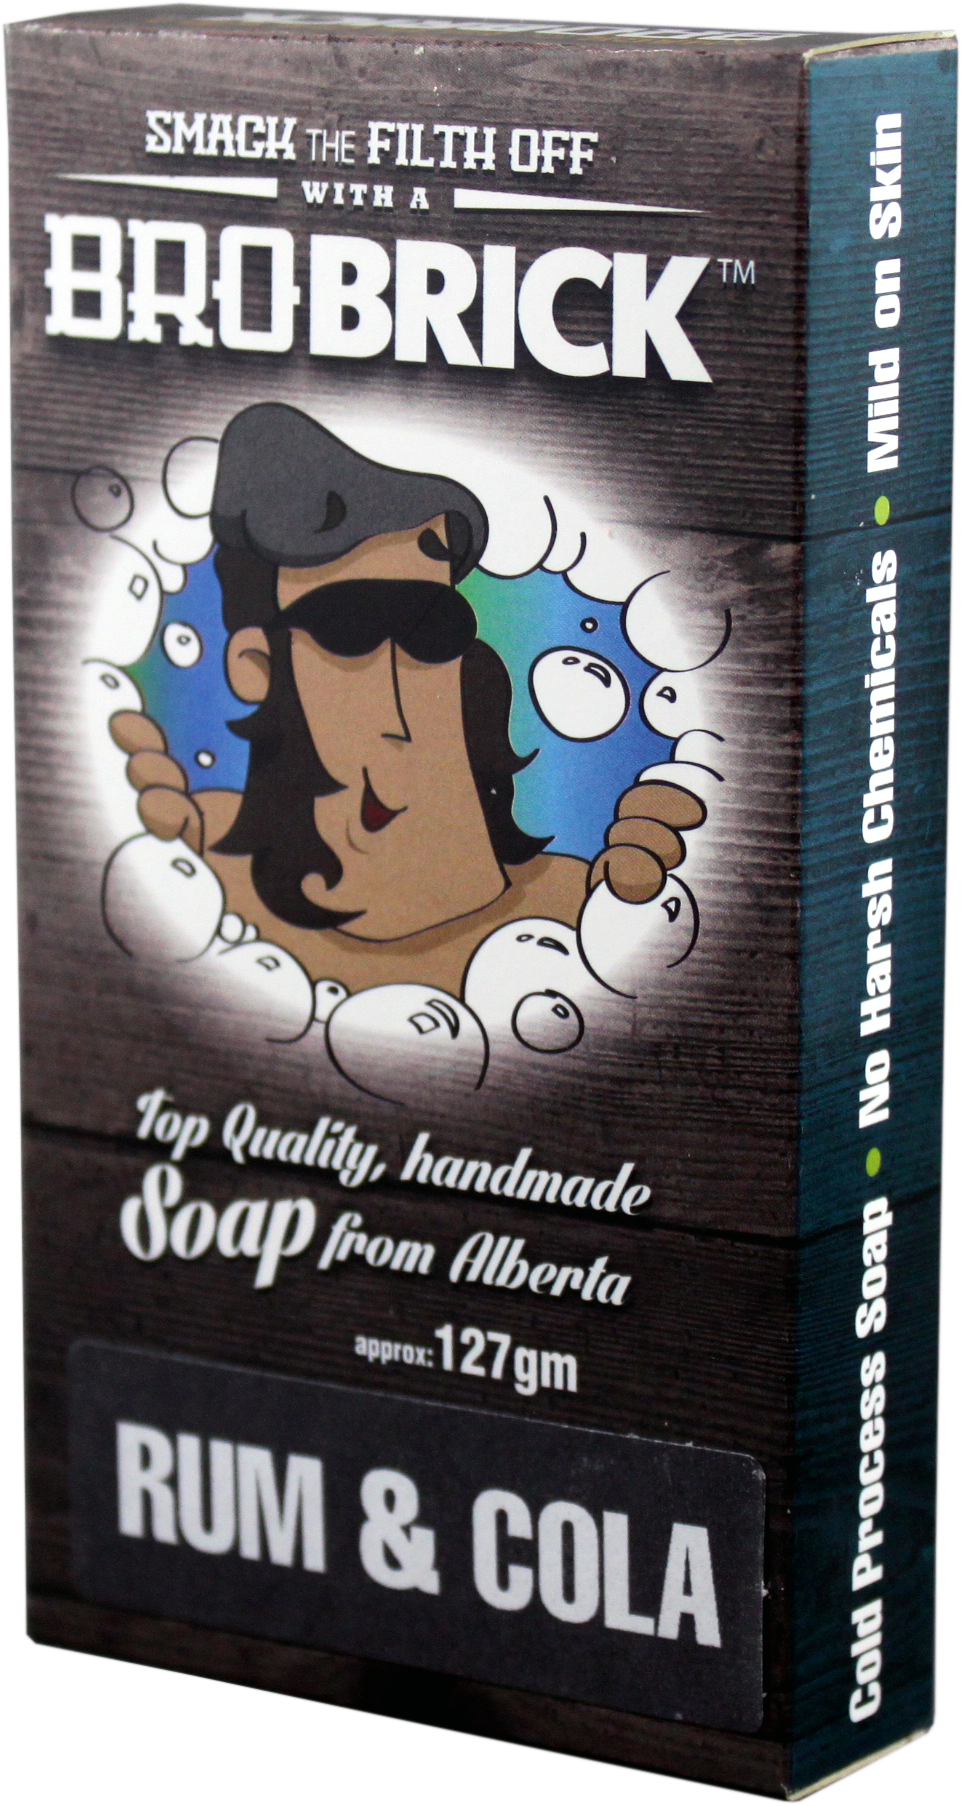 SMACK THE FILTH OFF
WITH A
BROBRICK™
Top Quality, handmade
Soap from Alberta
approx: 127gm
RUM & COLA
Cold Process Soap • No Harsh Chemicals • Mild on Skin